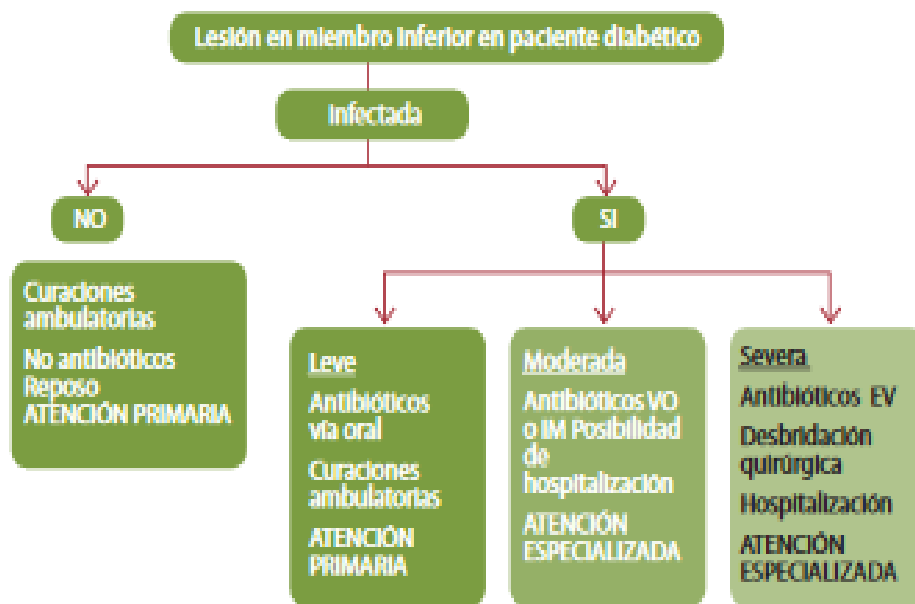 Lesión en miembro inferior en paciente diabético
Infectada
NO
SI
Curaciones
ambulatorias
No antibióticos
Reposo
ATENCIÓN PRIMARIA
Leve
Antibióticos
vía oral
Curaciones
ambulatorias
ATENCIÓN
PRIMARIA
Moderada
Antibióticos VO
o IM Posibilidad
de
hospitalización
ATENCIÓN
ESPECIALIZADA
Severa
Antibióticos EV
Desbridación
quirúrgica
Hospitalización
ATENCIÓN
ESPECIALIZADA